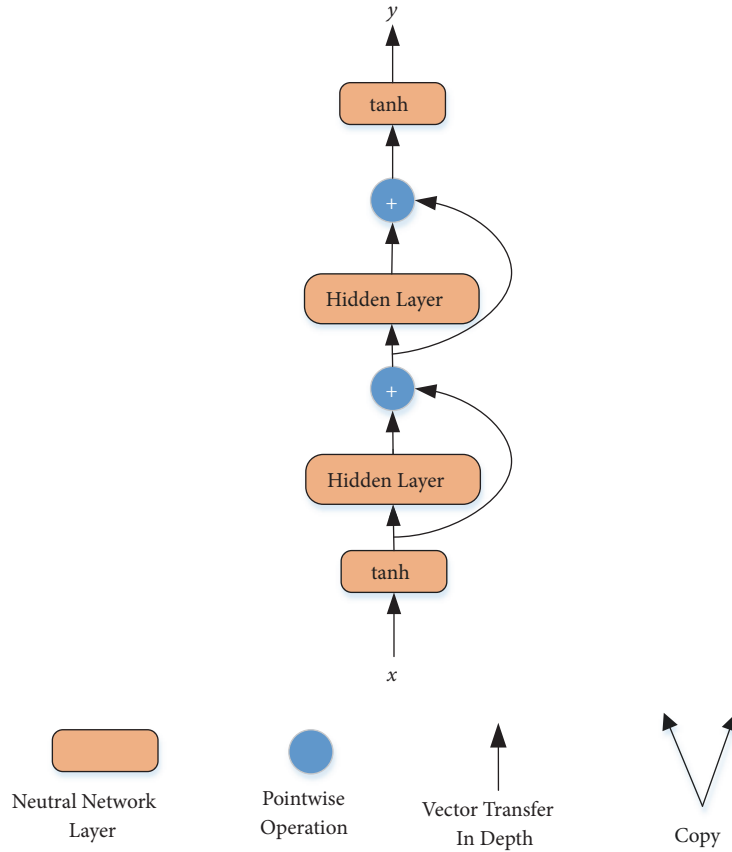 y
tanh
+
Hidden Layer
+
Hidden Layer
tanh
x
Neutral Network
Layer
Pointwise
Operation
Vector Transfer
In Depth
Copy